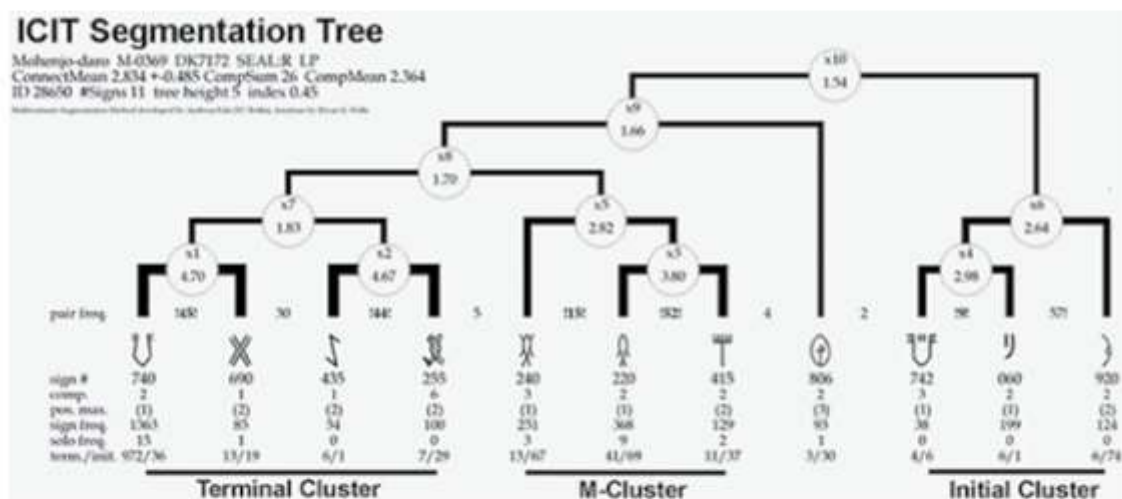 ICIT Segmentation Tree
Mohenjo-daro M-0369 DK7172 SEAL:R LP
ConnectMean 2.834 +-0.485 CompSum 26 CompMean 2.364
ID 28650 #Signs 11 tree height 5 index 0.45
x10
1.54
x9
1.66
x8
1.70
x7
1.83
x5
2.82
x6
2.64
x1
4.70
x2
4.67
x3
3.80
x4
2.98
pair freq 30 5 4 2
sign # 740 690 435 255 240 220 415 806 742 060 920
comp. 2 1 1 6 3 2 2 2 3 2 2
pos. max. (1) (2) (2) (2) (1) (1) (2) (3) (1) (1) (2)
sign freq 1363 85 54 100 251 368 129 93 38 199 124
solo freq 15 1 0 0 3 9 2 1 0 0 0
term./init. 972/36 13/19 6/1 7/29 13/67 41/69 11/37 3/30 4/6 6/1 6/74
Terminal Cluster M-Cluster Initial Cluster